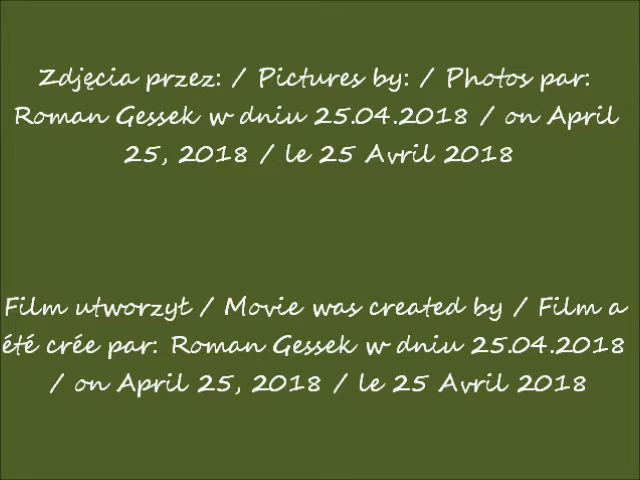 Zdjęcia przez: / Pictures by: / Photos par:
Roman Gessek w dniu 25.04.2018 / on April
25, 2018 / le 25 Avril 2018
Film utworzył / Movie was created by / Film a
été crée par: Roman Gessek w dniu 25.04.2018
/ on April 25, 2018 / le 25 Avril 2018